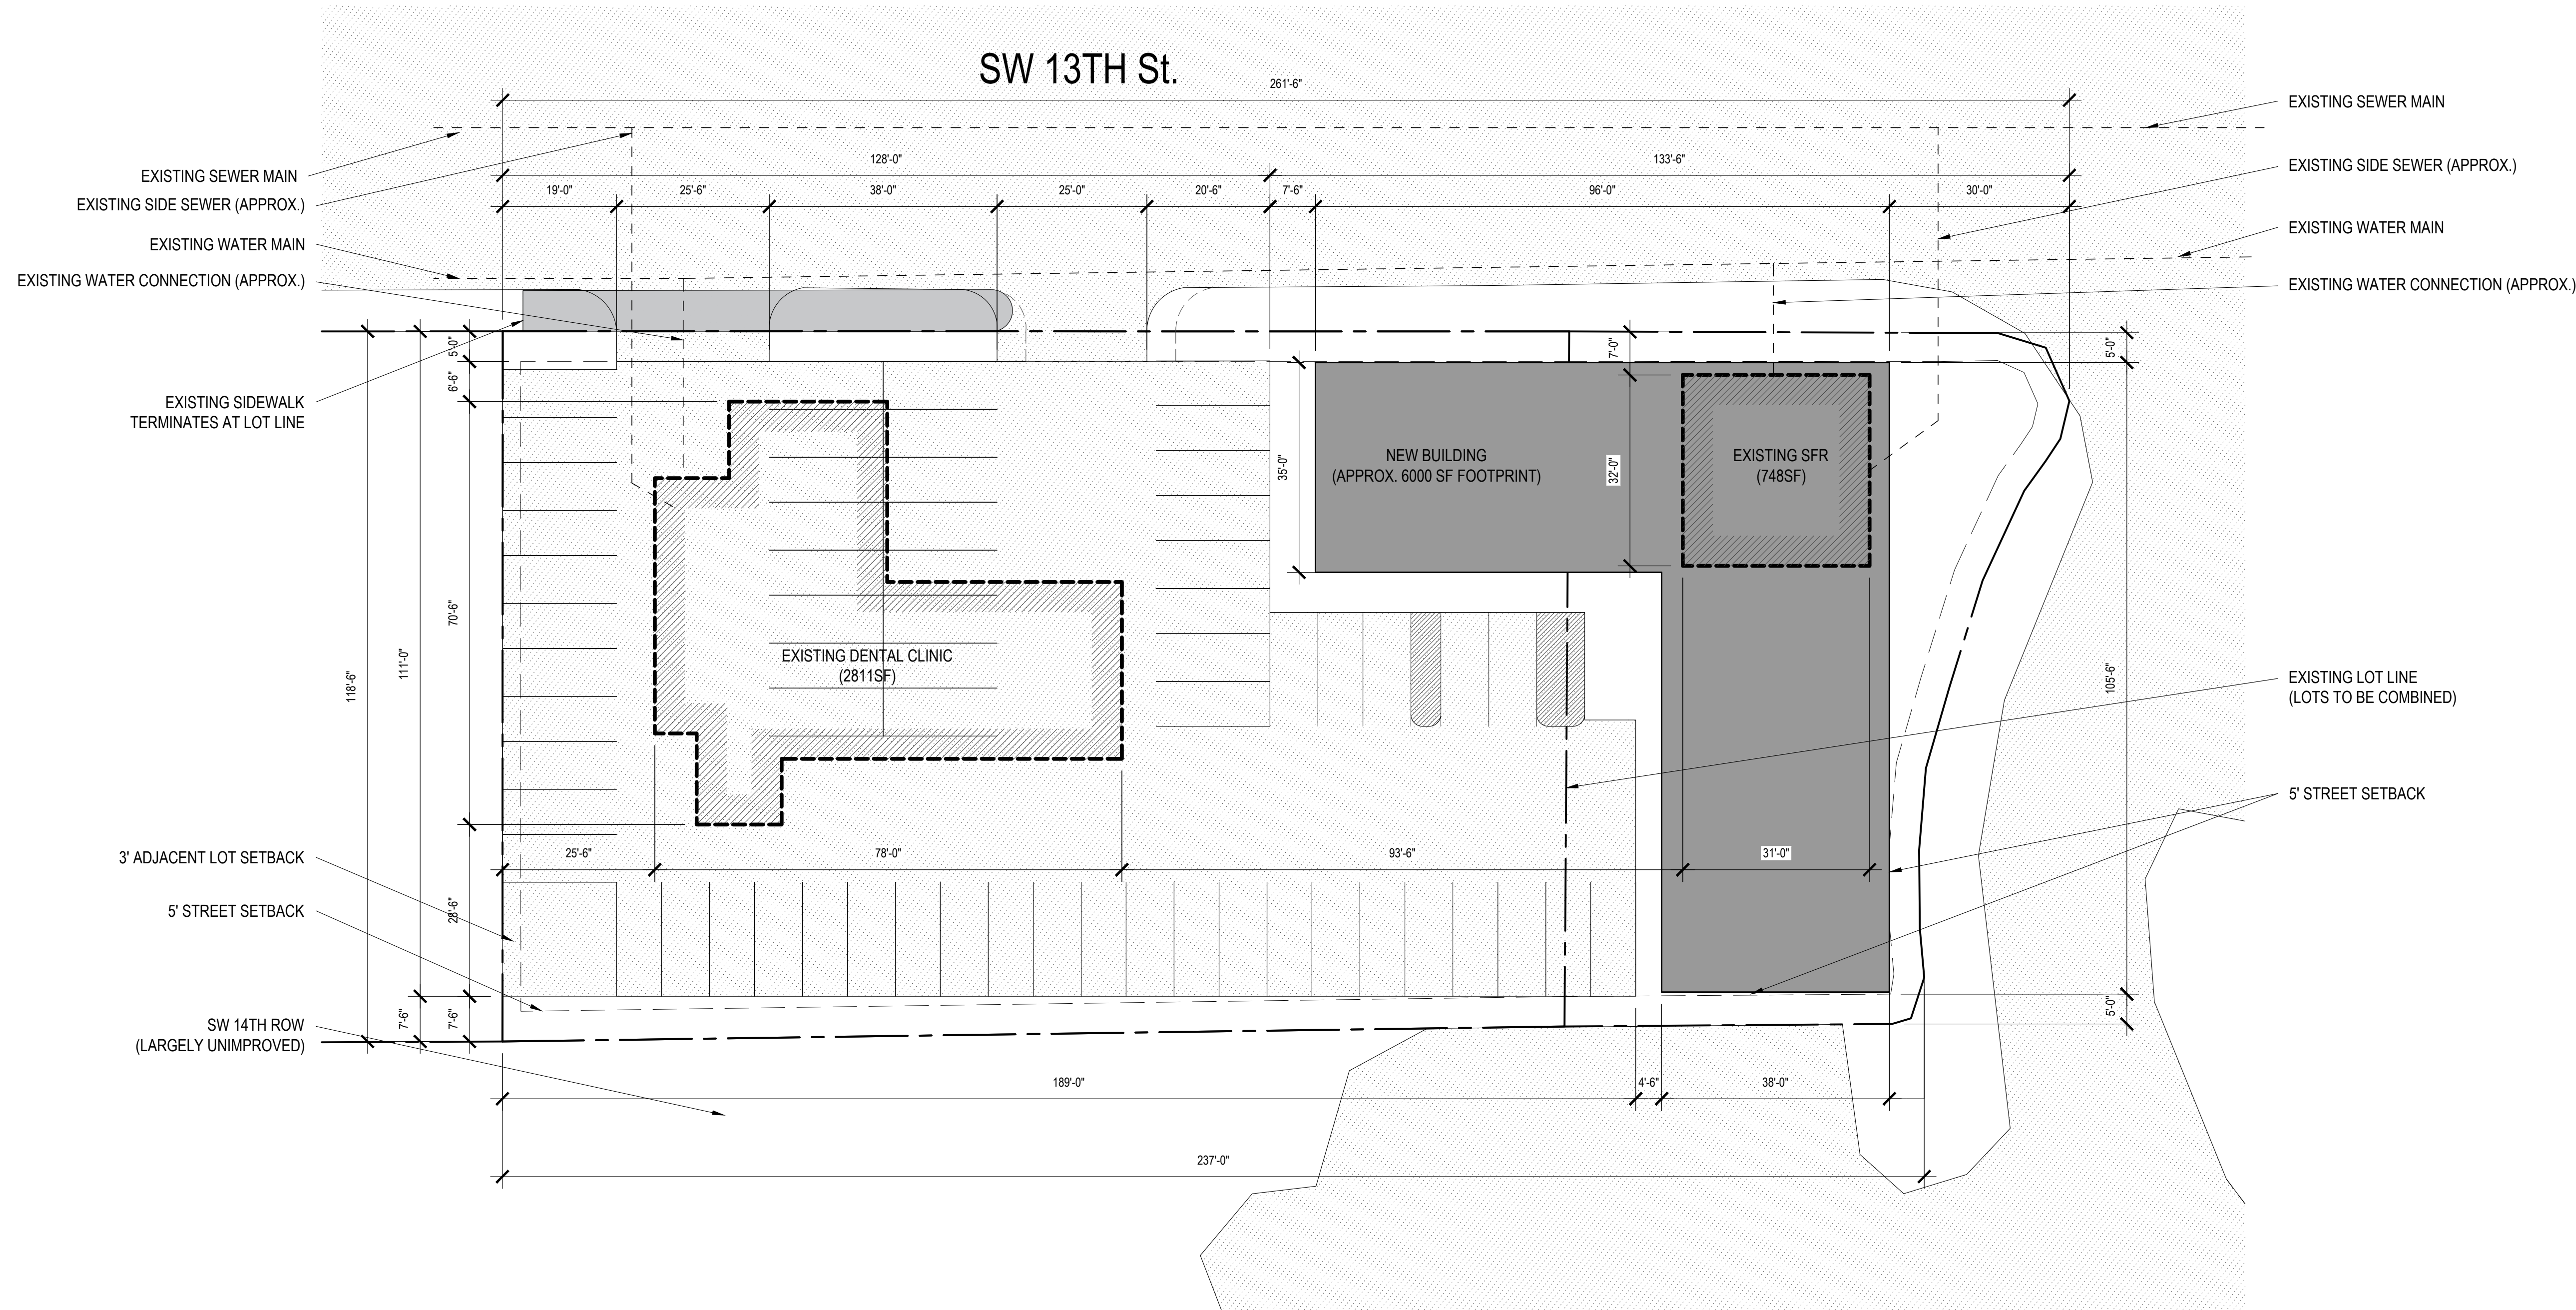 SW 13TH St.
261'-6"
EXISTING SEWER MAIN
128'-0"
133'-6"
EXISTING SIDE SEWER (APPROX.)
EXISTING SEWER MAIN
19'-0"
25'-6"
38'-0"
25'-0"
20'-6"
7'-6"
96'-0"
30'-0"
EXISTING SIDE SEWER (APPROX.)
EXISTING WATER MAIN
EXISTING WATER MAIN
EXISTING WATER CONNECTION (APPROX.)
EXISTING WATER CONNECTION (APPROX.)
5'-0"
7'-0"
5'-0"
6'-6"
EXISTING SIDEWALK
TERMINATES AT LOT LINE
35'-0"
NEW BUILDING
(APPROX. 6000 SF FOOTPRINT)
32'-0"
EXISTING SFR
(748SF)
70'-6"
111'-0"
118'-6"
EXISTING DENTAL CLINIC
(2811SF)
105'-6"
EXISTING LOT LINE
(LOTS TO BE COMBINED)
5' STREET SETBACK
3' ADJACENT LOT SETBACK
25'-6"
78'-0"
93'-6"
31'-0"
28'-6"
5' STREET SETBACK
7'-6"
7'-6"
5'-0"
SW 14TH ROW
(LARGELY UNIMPROVED)
189'-0"
4'-6"
38'-0"
237'-0"